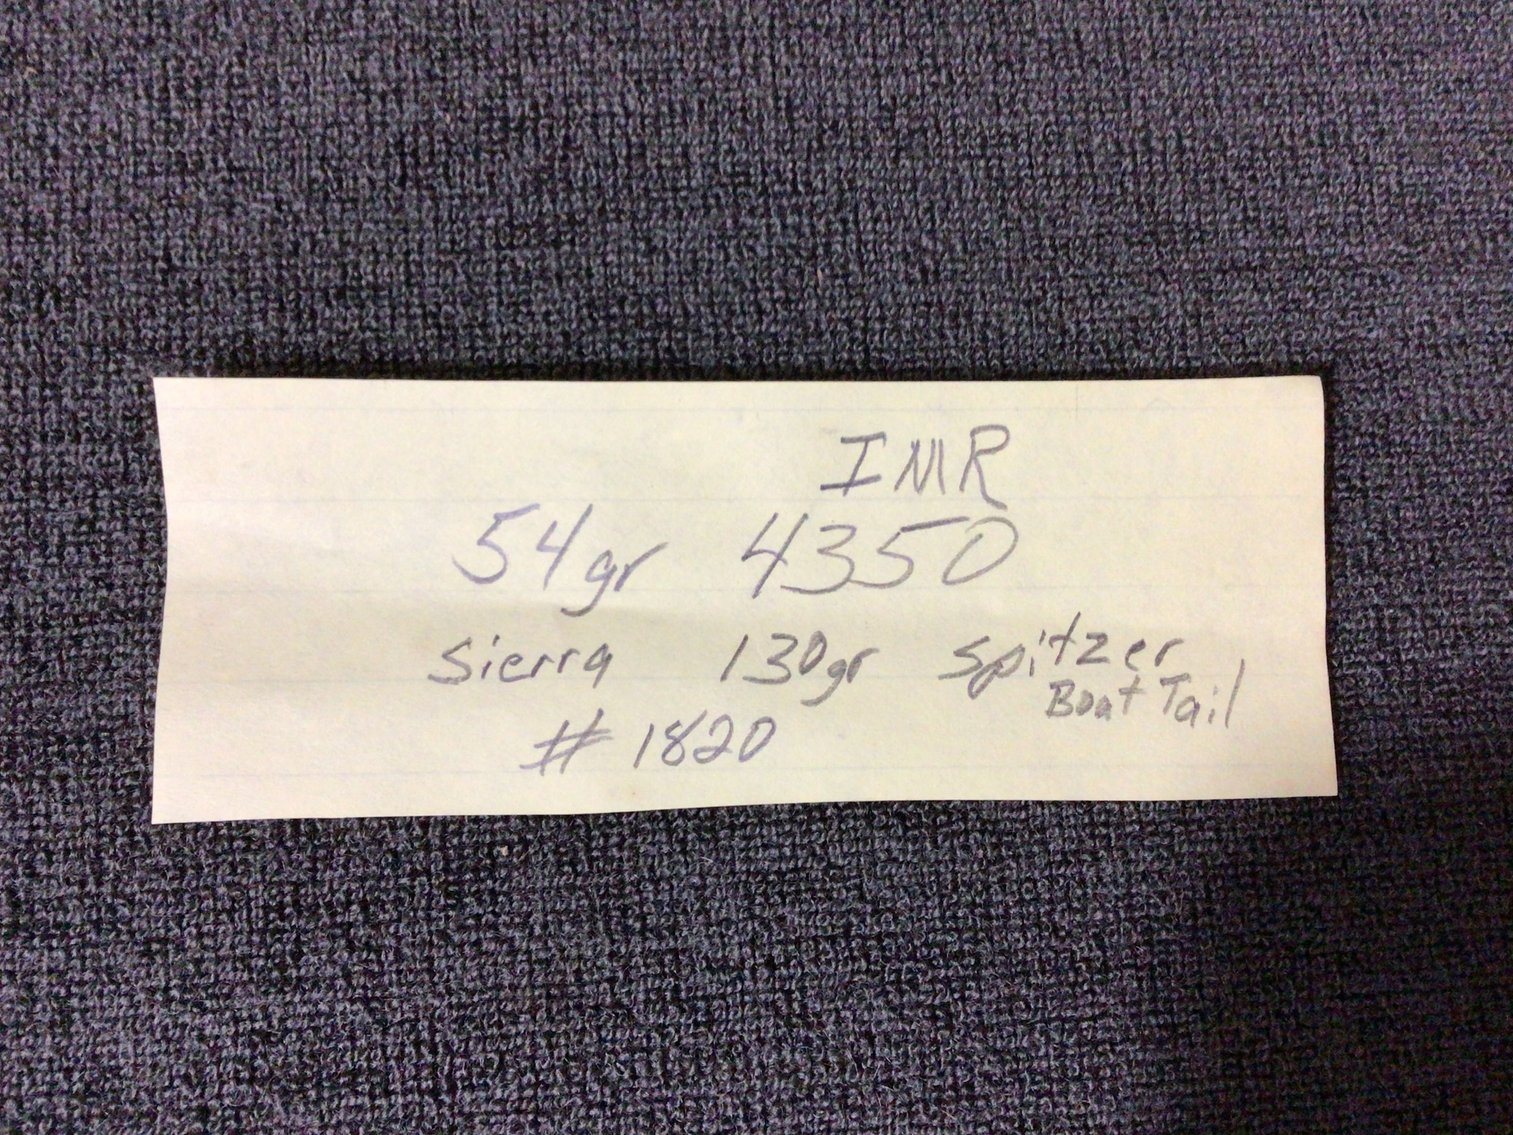 IMR
54gr 4350
Sierra 130gr Spitzer
Boat Tail
# 1820